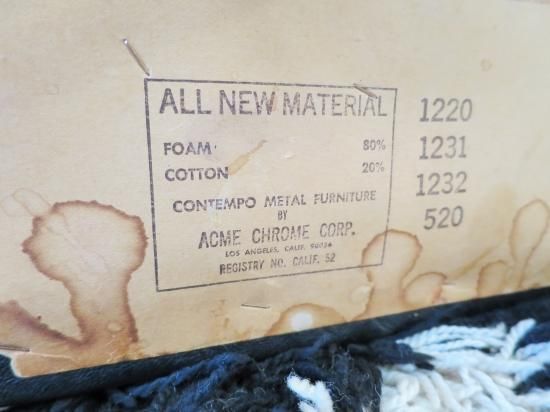 ALL NEW MATERIAL
FOAM 80%
COTTON 20%
CONTEMPO METAL FURNITURE
BY
ACME CHROME CORP.
LOS ANGELES, CALIF.
REGISTRY NO. CALIF. 52
1220
1231
1232
520